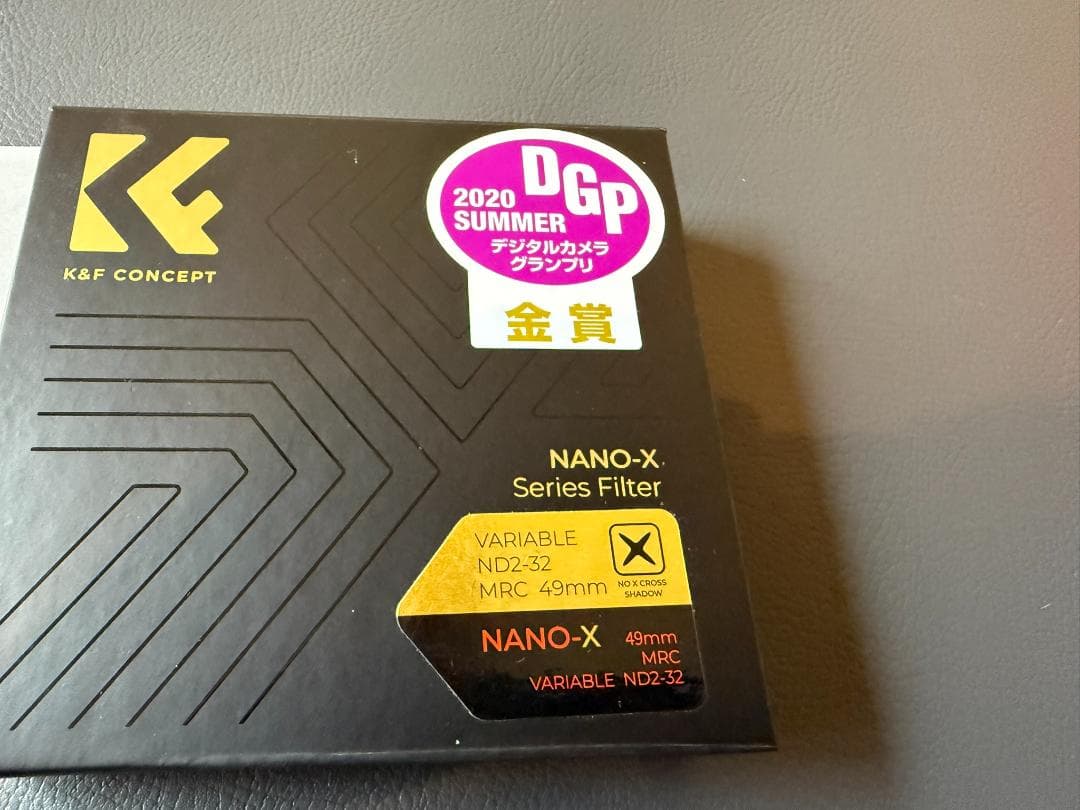 K&F CONCEPT
2020
SUMMER
DGP
デジタルカメラ
グランプリ
金賞
NANO-X
Series Filter
VARIABLE
ND2-32
MRC 49mm
NO X CROSS
SHADOW
NANO-X
49mm
MRC
VARIABLE ND2-32